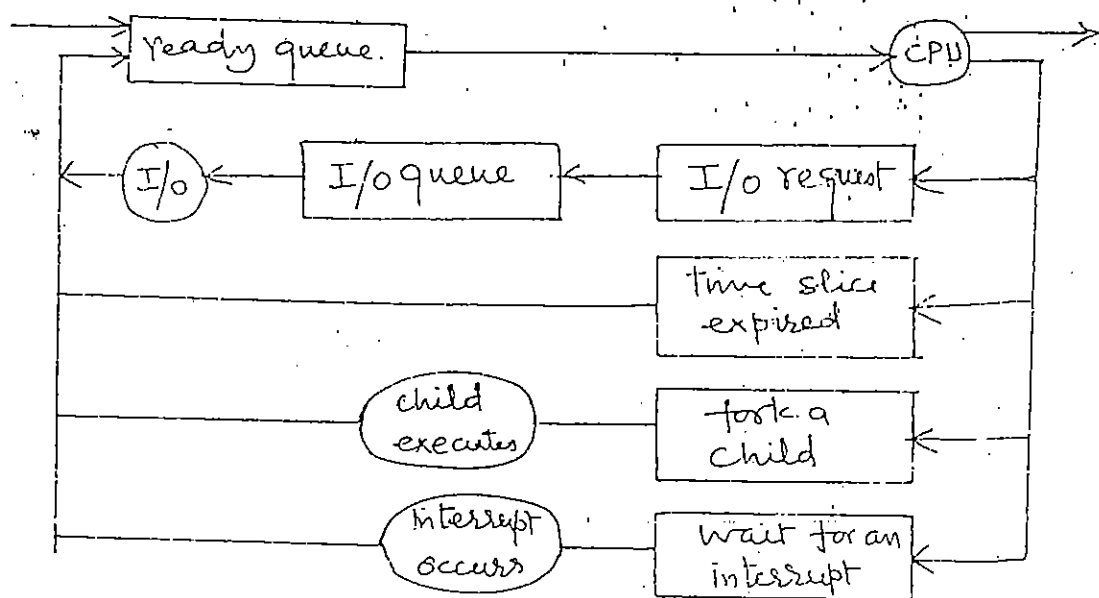 ready queue.
CPU
I/O
I/O queue
I/O request
time slice
expired
child
executes
fork a
child
interrupt
occurs
wait for an
interrupt